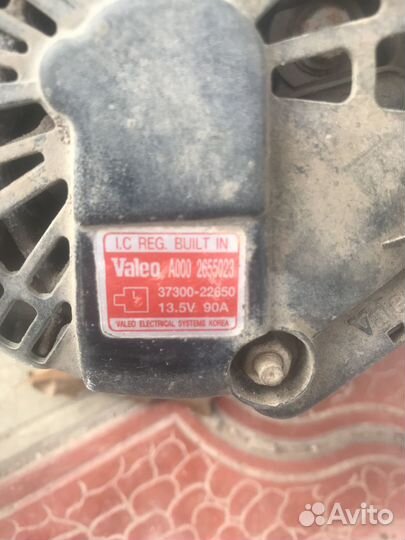 I.C REG. BUILT IN
Valeo A000 2655023
37300-22650
13.5V 90A
VALEO ELECTRICAL SYSTEMS KOREA
Avito